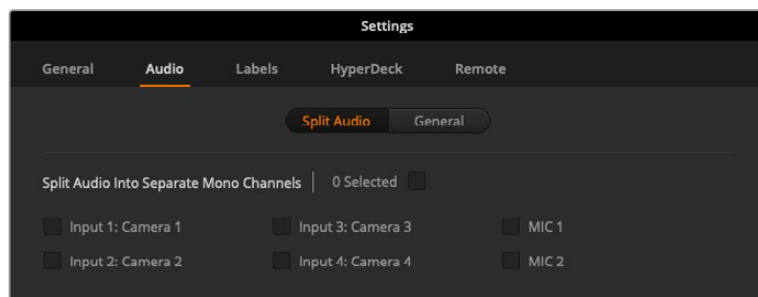 Settings
General Audio Labels HyperDeck Remote
Split Audio General
Split Audio Into Separate Mono Channels 0 Selected
Input 1: Camera 1 Input 3: Camera 3 MIC 1
Input 2: Camera 2 Input 4: Camera 4 MIC 2